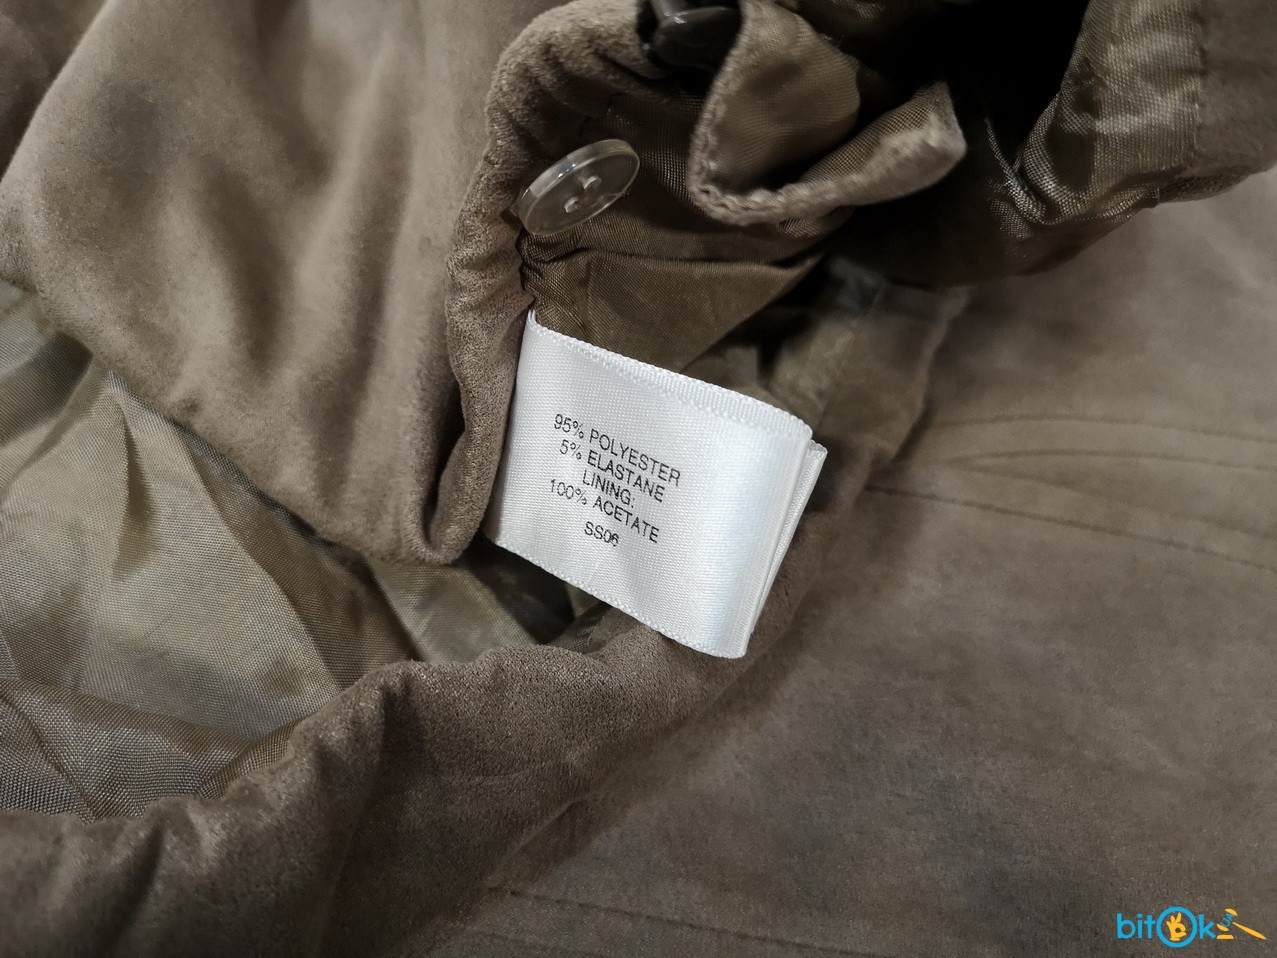 95% POLYESTER
5% ELASTANE
LINING:
100% ACETATE
SS06
bitOk